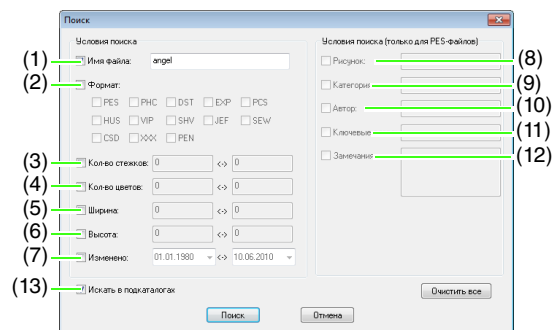 Поиск
Условия поиска
Условия поиска (только для PES-файлов)
(1) Имя файла: angel
(2) Формат:
PES PHC DST EXP PCS
HUS VIP SHV JEF SEW
CSD XXX PEN
(3) Кол-во стежков: 0 <-> 0
(4) Кол-во цветов: 0 <-> 0
(5) Ширина: 0 <-> 0
(6) Высота: 0 <-> 0
(7) Изменено: 01.01.1980 <-> 10.06.2010
Рисунок: (8)
Категория (9)
Автор: (10)
Ключевые (11)
Замечания (12)
(13) Искать в подкаталогах
Очистить все
Поиск Отмена